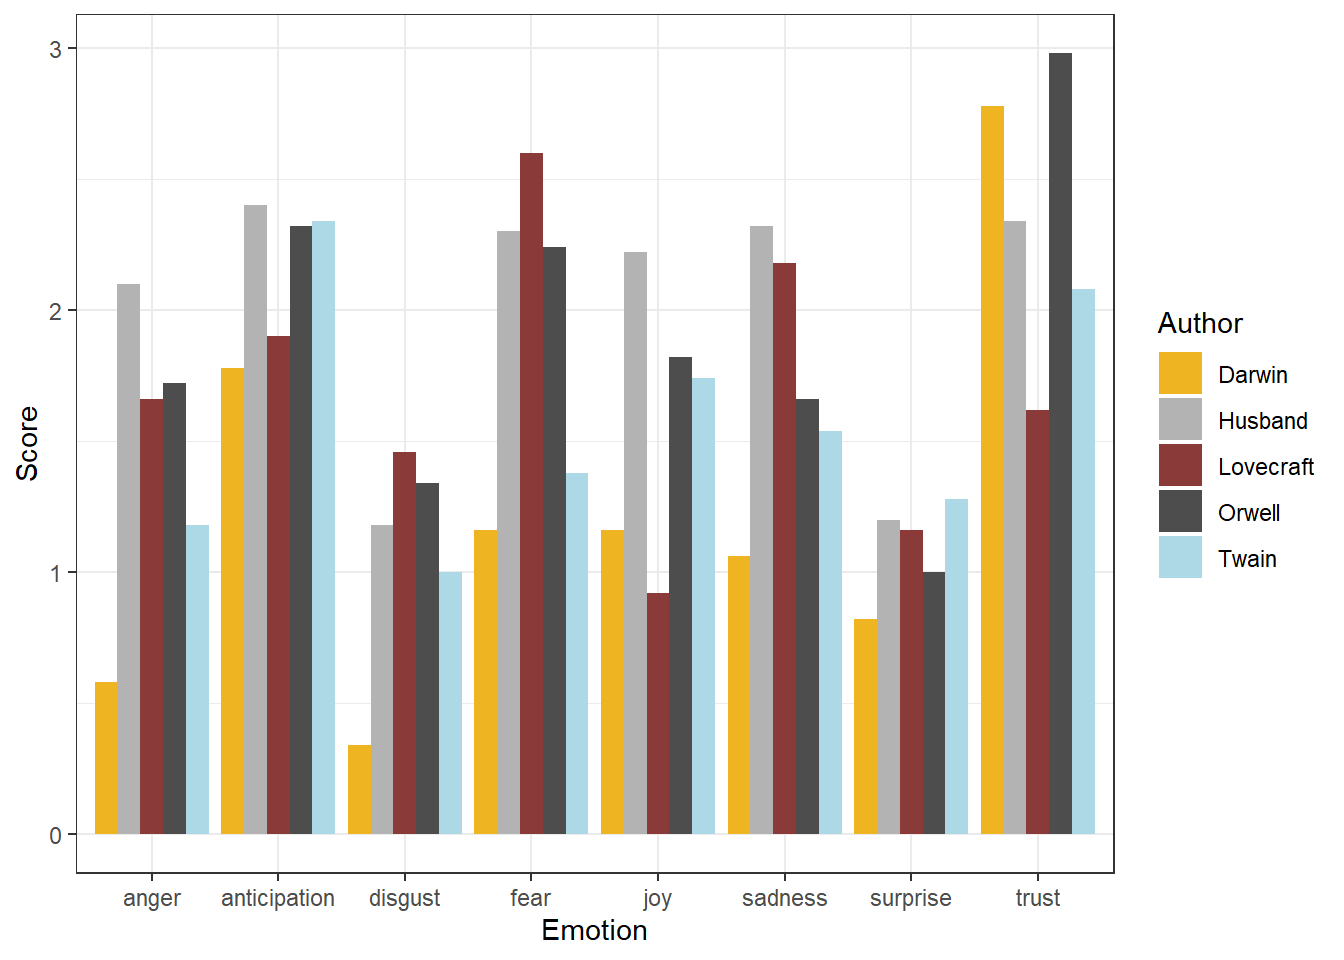 3
2
1
0
Score
anger anticipation disgust fear joy sadness surprise trust
Emotion
Author
Darwin
Husband
Lovecraft
Orwell
Twain